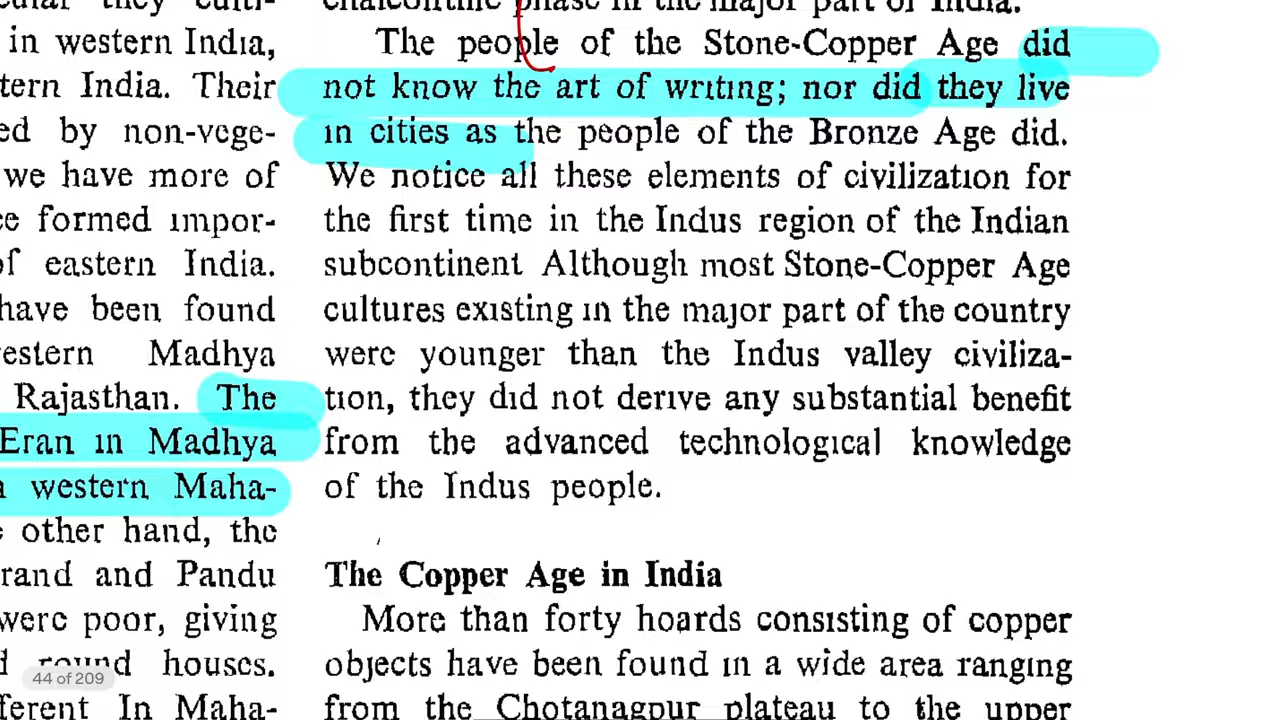 in western India,
tern India. Their
ed by non-vege-
we have more of
ce formed impor-
of eastern India.
have been found
estern Madhya
Rajasthan. The
Eran in Madhya
western Maha-
other hand, the
rand and Pandu
were poor, giving
round houses.
ferent In Maha-
phase in the major part of India.
The people of the Stone-Copper Age did
not know the art of writing; nor did they live
in cities as the people of the Bronze Age did.
We notice all these elements of civilization for
the first time in the Indus region of the Indian
subcontinent Although most Stone-Copper Age
cultures existing in the major part of the country
were younger than the Indus valley civiliza-
tion, they did not derive any substantial benefit
from the advanced technological knowledge
of the Indus people.
The Copper Age in India
More than forty hoards consisting of copper
objects have been found in a wide area ranging
from the Chotanagpur plateau to the upper
44 of 209